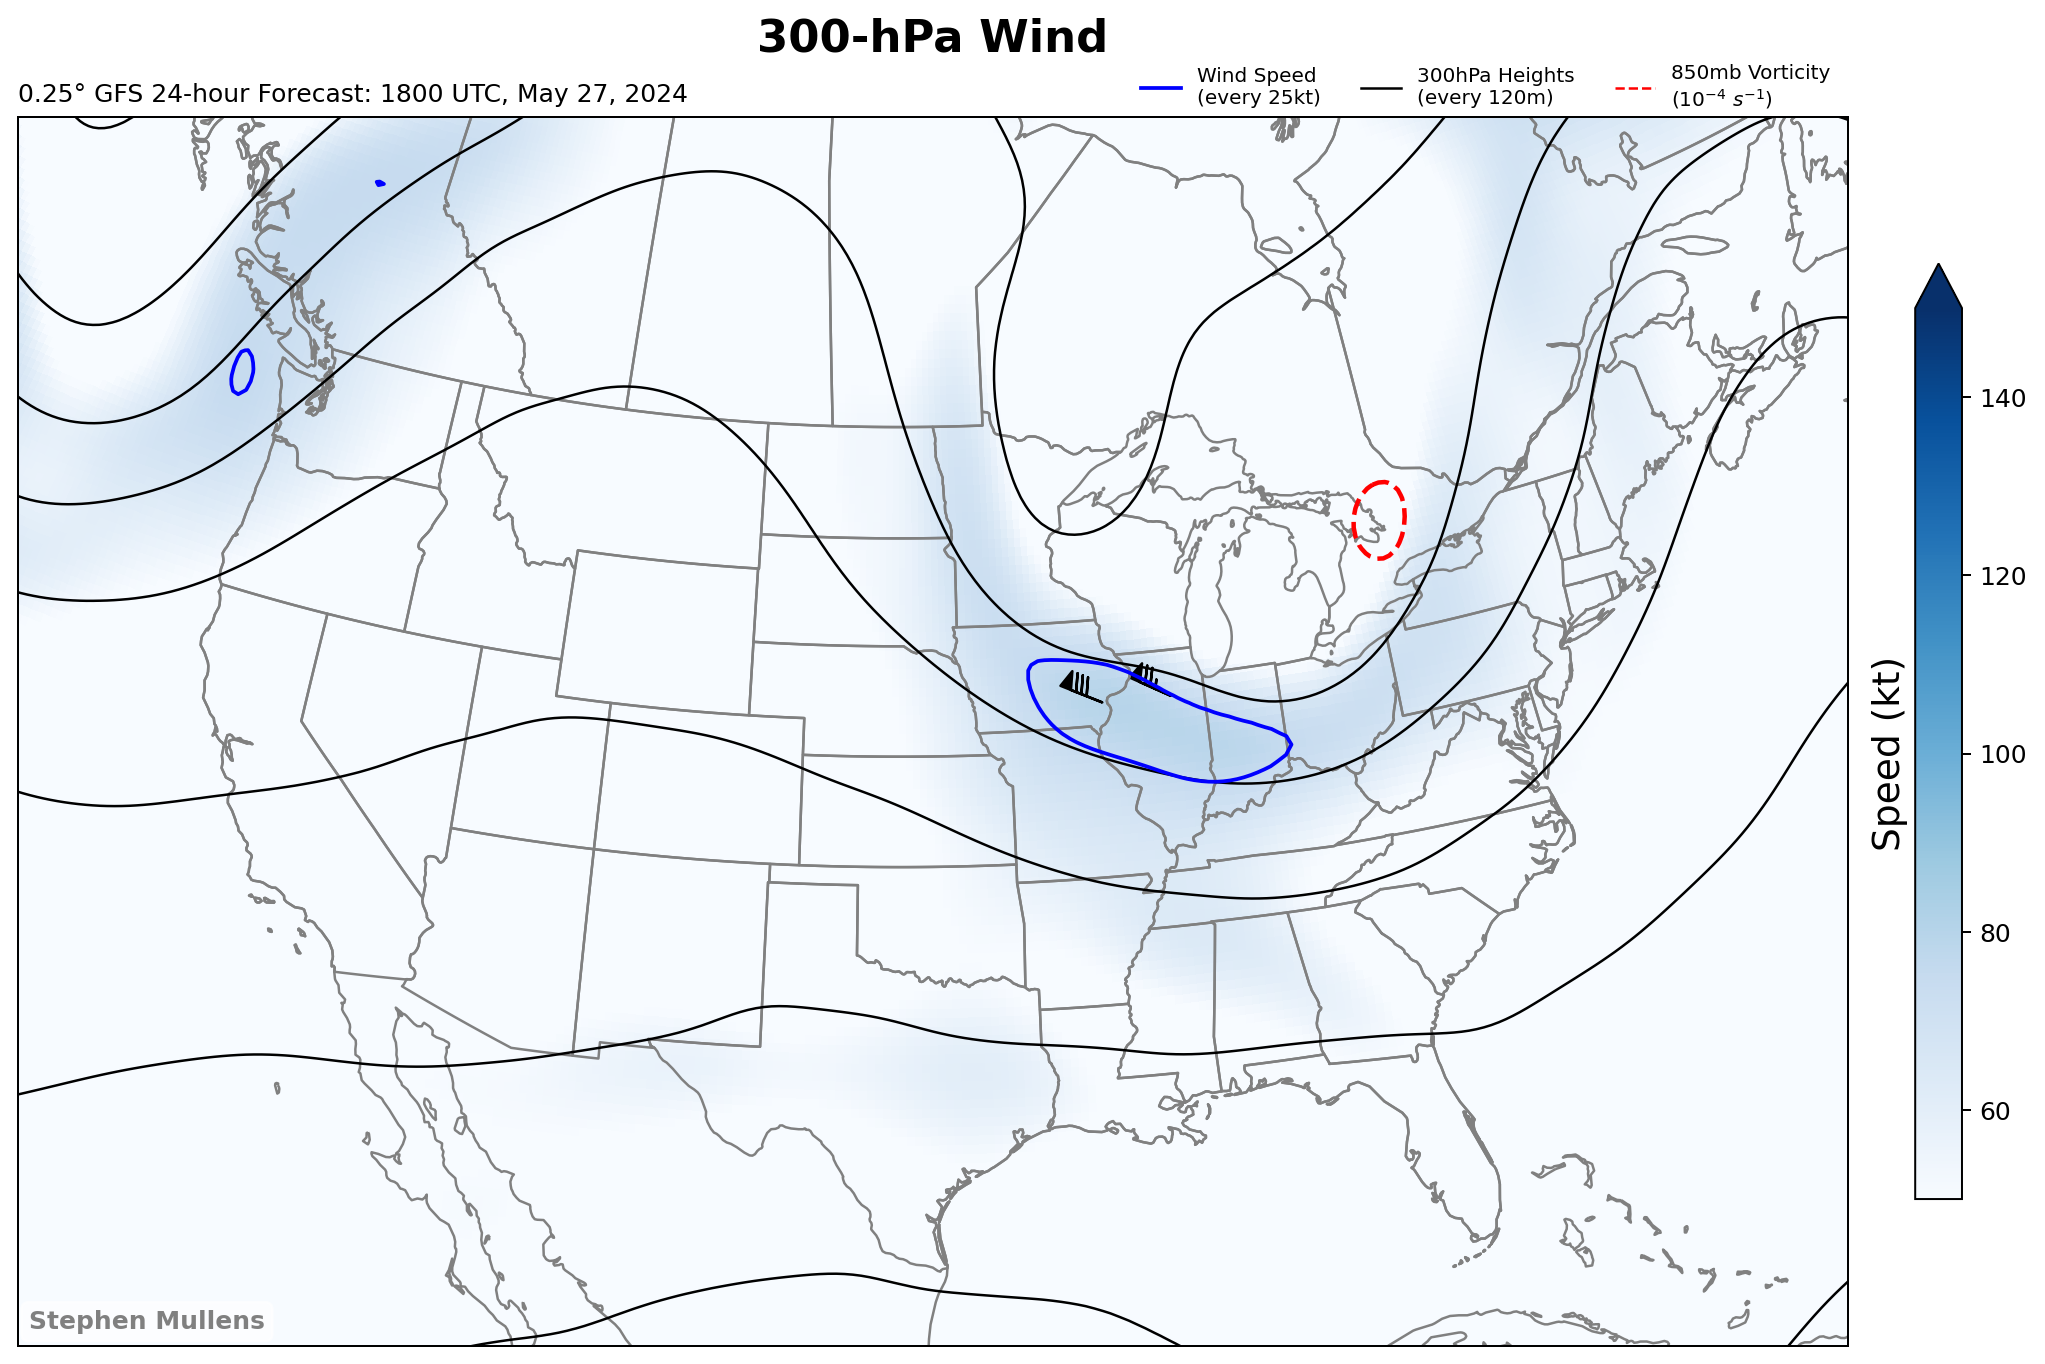 300-hPa Wind
0.25° GFS 24-hour Forecast: 1800 UTC, May 27, 2024
Wind Speed
(every 25kt)
300hPa Heights
(every 120m)
850mb Vorticity
(10⁻⁴ s⁻¹)
140
120
100
80
60
Speed (kt)
Stephen Mullens